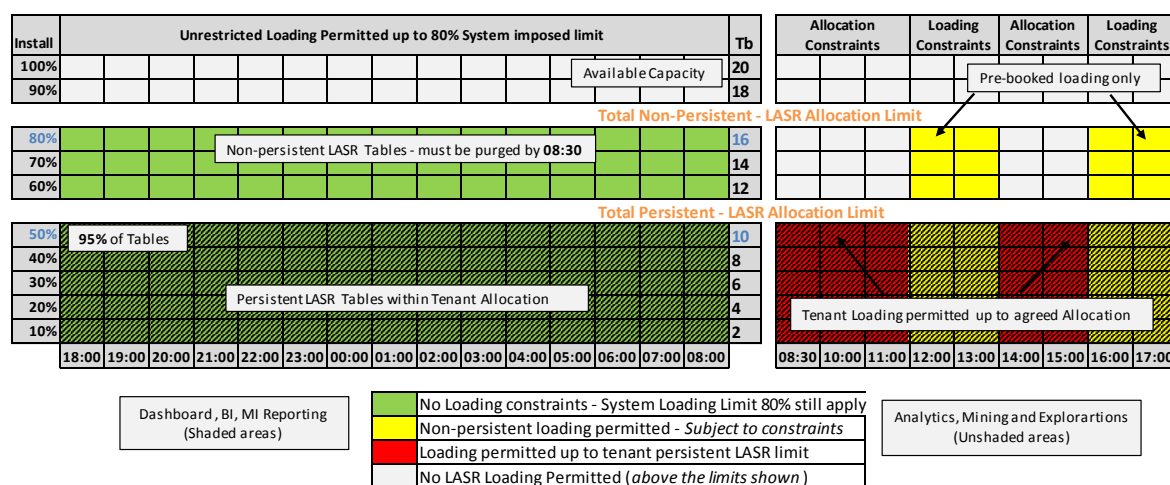 Install
Unrestricted Loading Permitted up to 80% System imposed limit
Tb
Allocation Constraints
Loading Constraints
Allocation Constraints
Loading Constraints
100%
Available Capacity
20
Pre-booked loading only
90%
18
Total Non-Persistent - LASR Allocation Limit
80%
Non-persistent LASR Tables - must be purged by 08:30
16
70%
14
60%
12
Total Persistent - LASR Allocation Limit
50%
95% of Tables
10
40%
8
30%
Persistent LASR Tables within Tenant Allocation
6
20%
4
Tenant Loading permitted up to agreed Allocation
10%
2
18:00 19:00 20:00 21:00 22:00 23:00 00:00 01:00 02:00 03:00 04:00 05:00 06:00 07:00 08:00
08:30 10:00 11:00 12:00 13:00 14:00 15:00 16:00 17:00
Dashboard , BI, MI Reporting
(Shaded areas)
No Loading constraints - System Loading Limit 80% still apply
Non-persistent loading permitted - Subject to constraints
Loading permitted up to tenant persistent LASR limit
No LASR Loading Permitted (above the limits shown )
Analytics, Mining and Explorartions
(Unshaded areas)